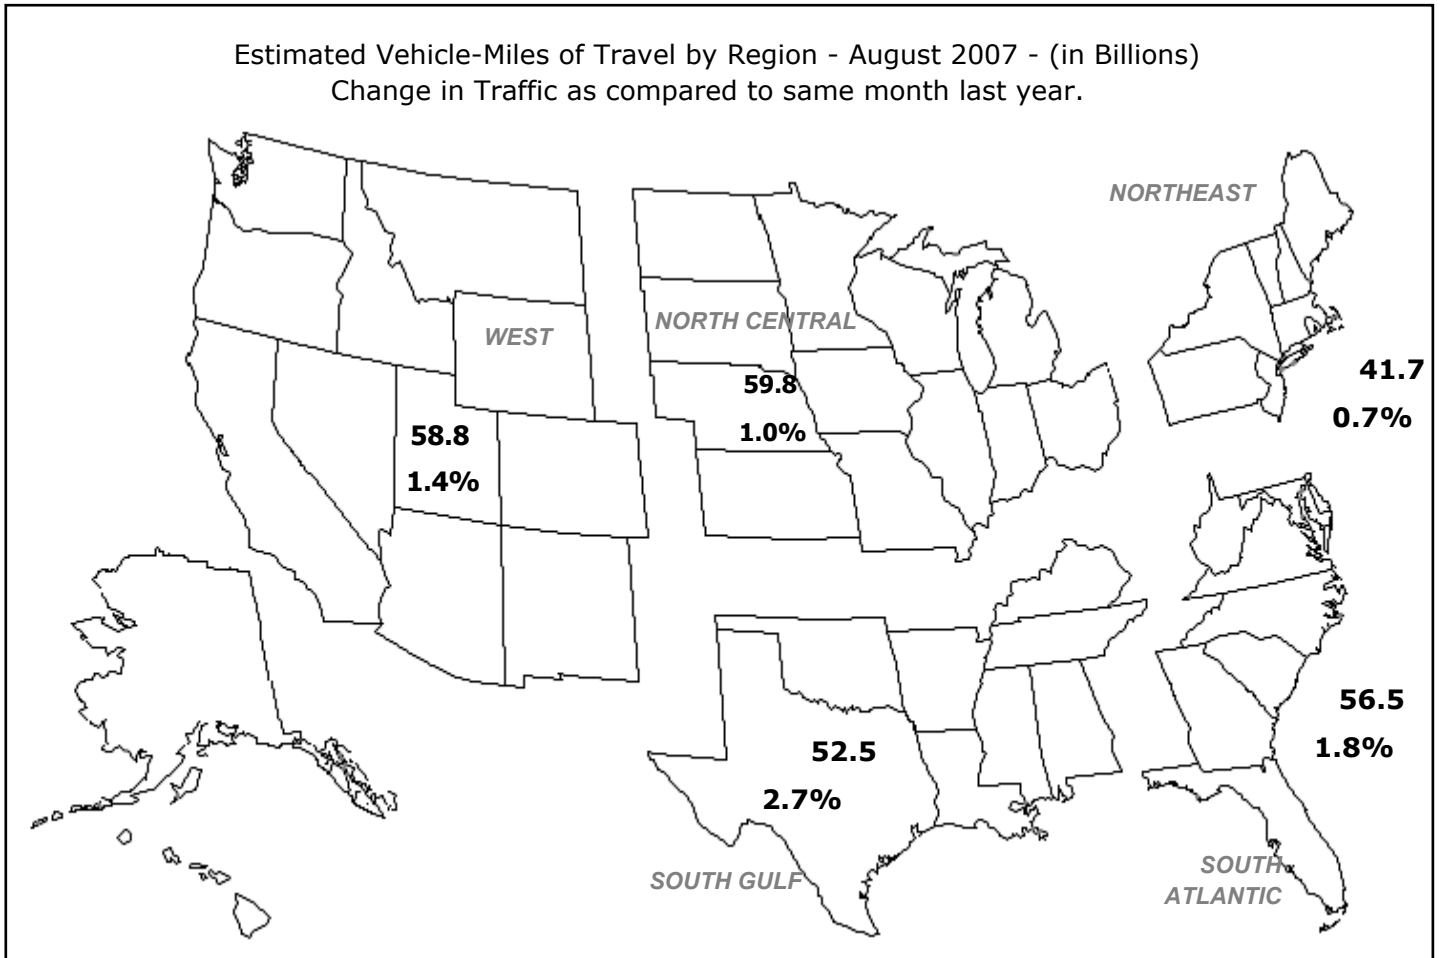 Estimated Vehicle-Miles of Travel by Region - August 2007 - (in Billions)
Change in Traffic as compared to same month last year.
NORTHEAST
41.7
0.7%
WEST
58.8
1.4%
NORTH CENTRAL
59.8
1.0%
56.5
1.8%
SOUTH
ATLANTIC
52.5
2.7%
SOUTH GULF